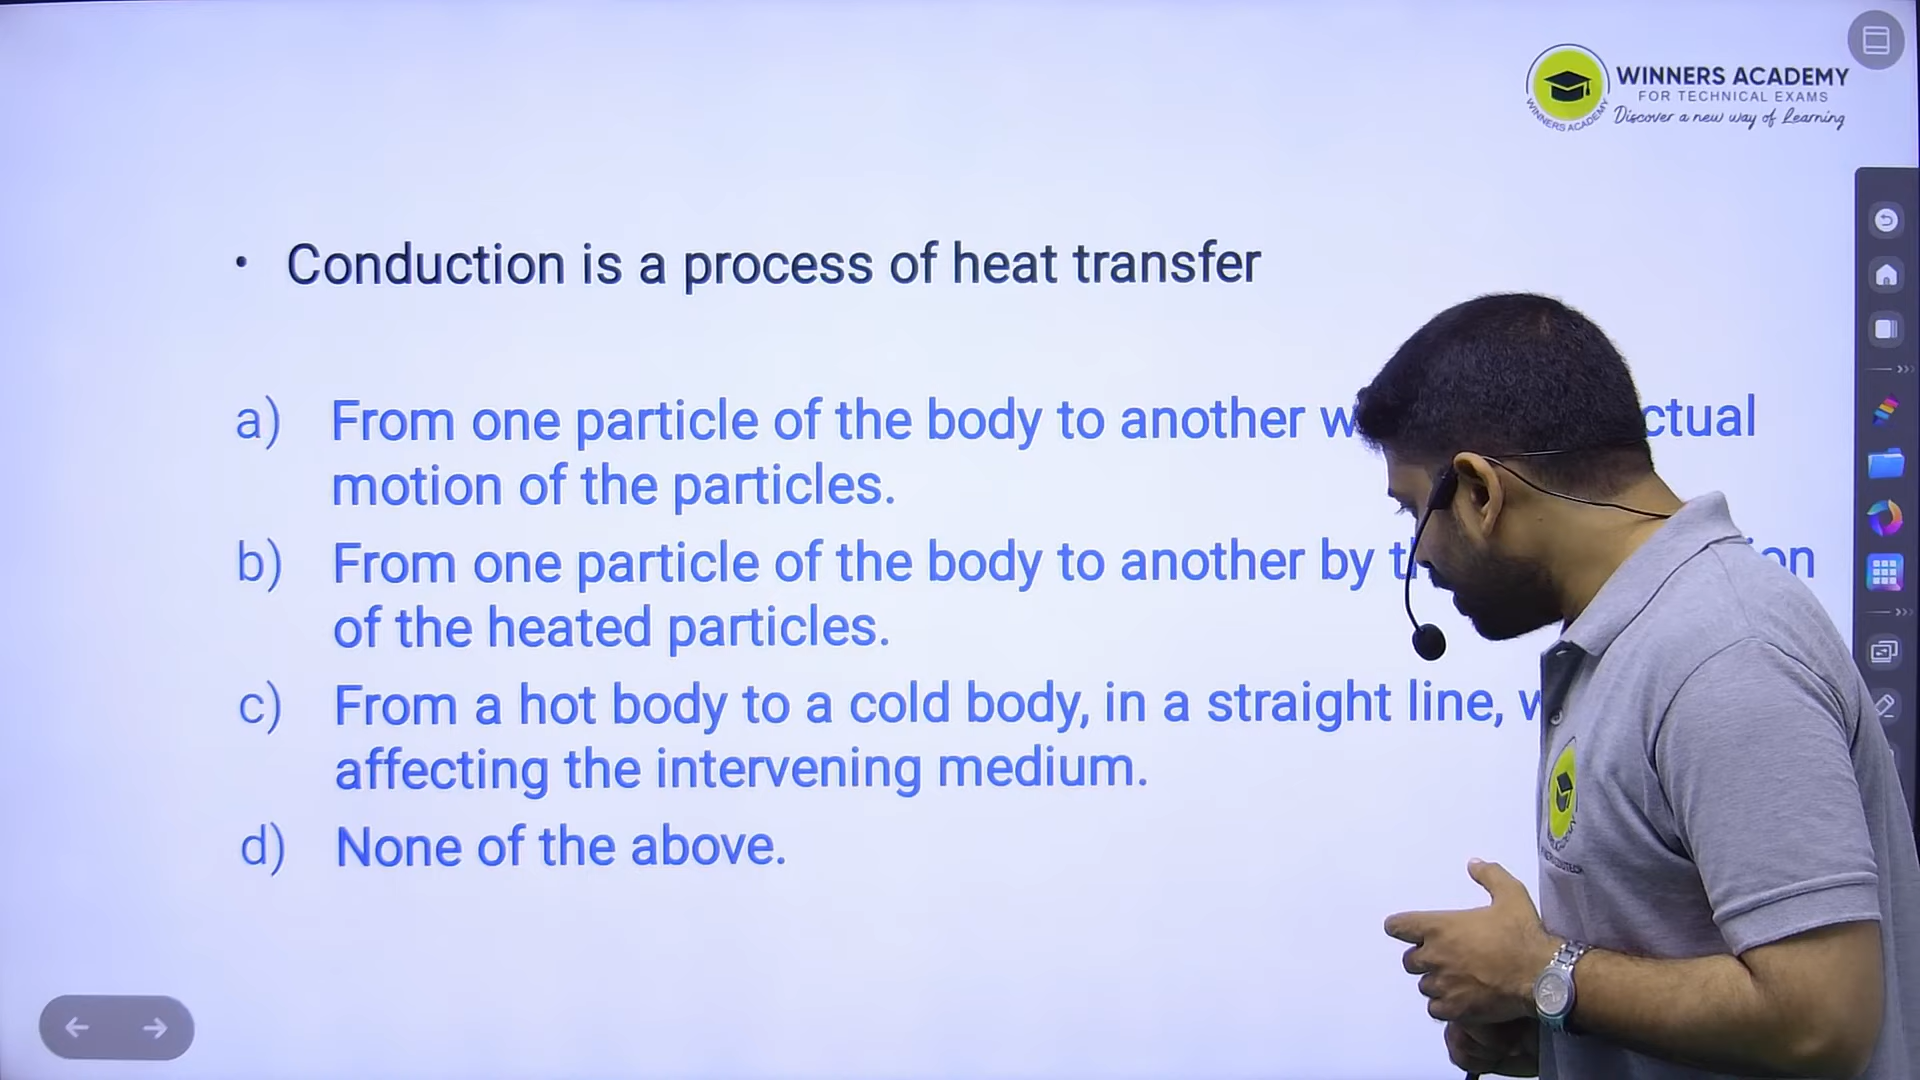 WINNERS ACADEMY
FOR TECHNICAL EXAMS
Discover a new way of Learning
WINNERS ACADEMY
• Conduction is a process of heat transfer
a) From one particle of the body to another
motion of the particles.
b) From one particle of the body to another by
of the heated particles.
c) From a hot body to a cold body, in a straight line,
affecting the intervening medium.
d) None of the above.